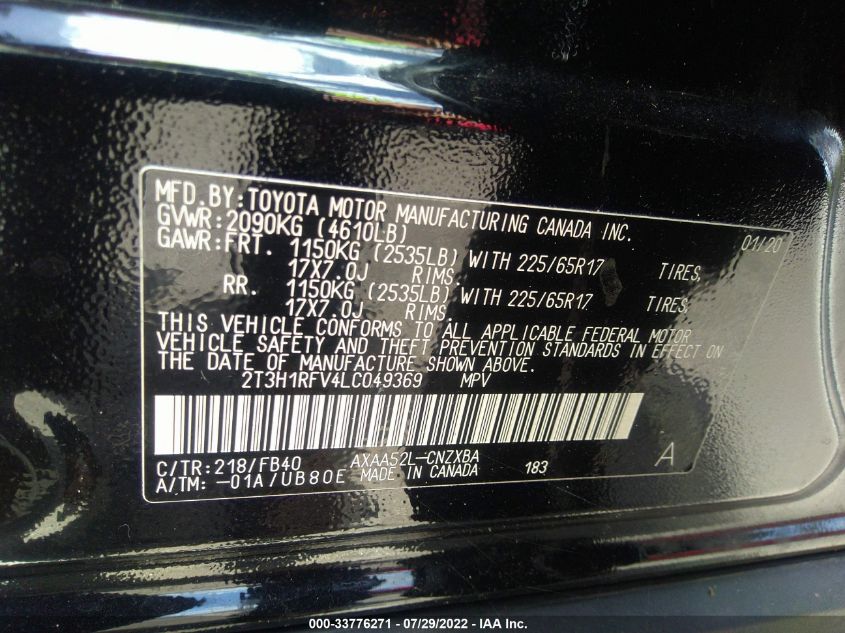 MFD. BY: TOYOTA MOTOR MANUFACTURING CANADA INC.
GVWR: 2090KG (4610LB) 01/20
GAWR: FRT. 1150KG (2535LB) WITH 225/65R17 TIRES,
17X7.0J RIMS.
RR. 1150KG (2535LB) WITH 225/65R17 TIRES,
17X7.0J RIMS.
THIS VEHICLE CONFORMS TO ALL APPLICABLE FEDERAL MOTOR
VEHICLE SAFETY AND THEFT PREVENTION STANDARDS IN EFFECT ON
THE DATE OF MANUFACTURE SHOWN ABOVE.
2T3H1RFV4LC049369 MPV
C/TR: 218/FB40 AXAA52L-CNZXBA A
A/TM: -01A/UB80E MADE IN CANADA 183
000-33776271 - 07/29/2022 - IAA Inc.